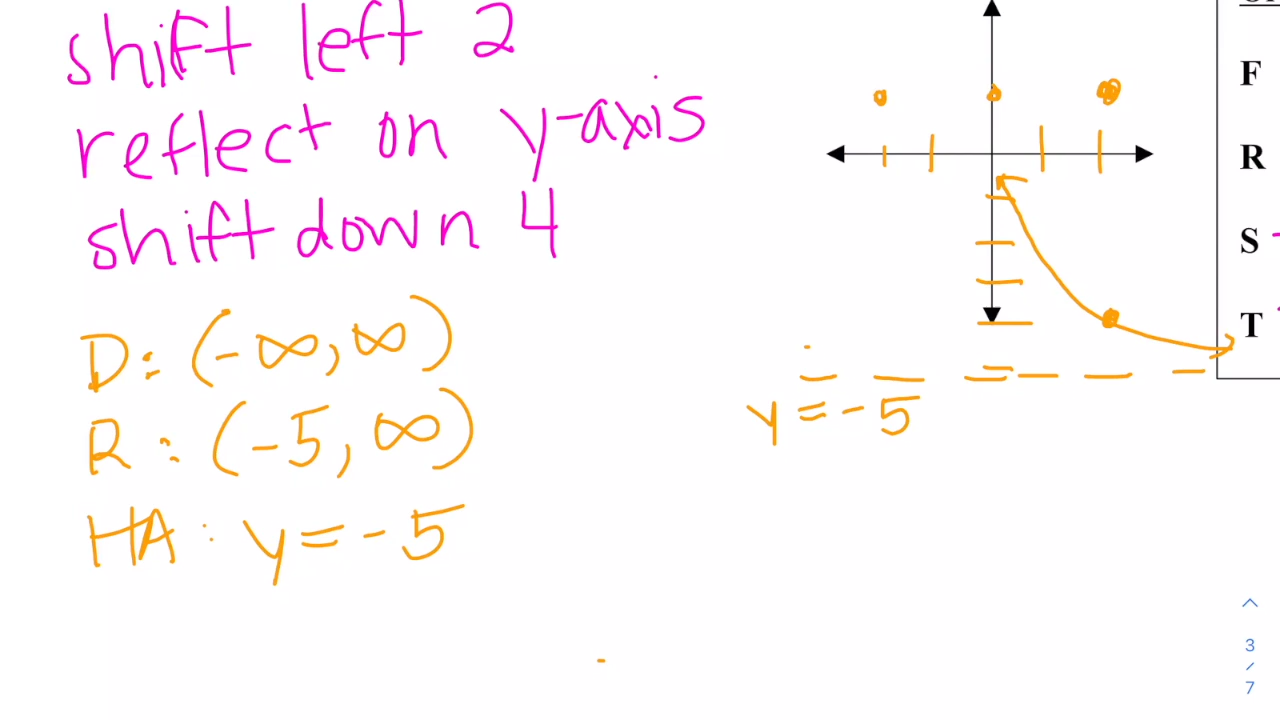 shift left 2
reflect on y-axis
shift down 4
D: (-∞, ∞)
R: (-5, ∞)
HA: y = -5
y = -5
F
R
S
T
3
/
7